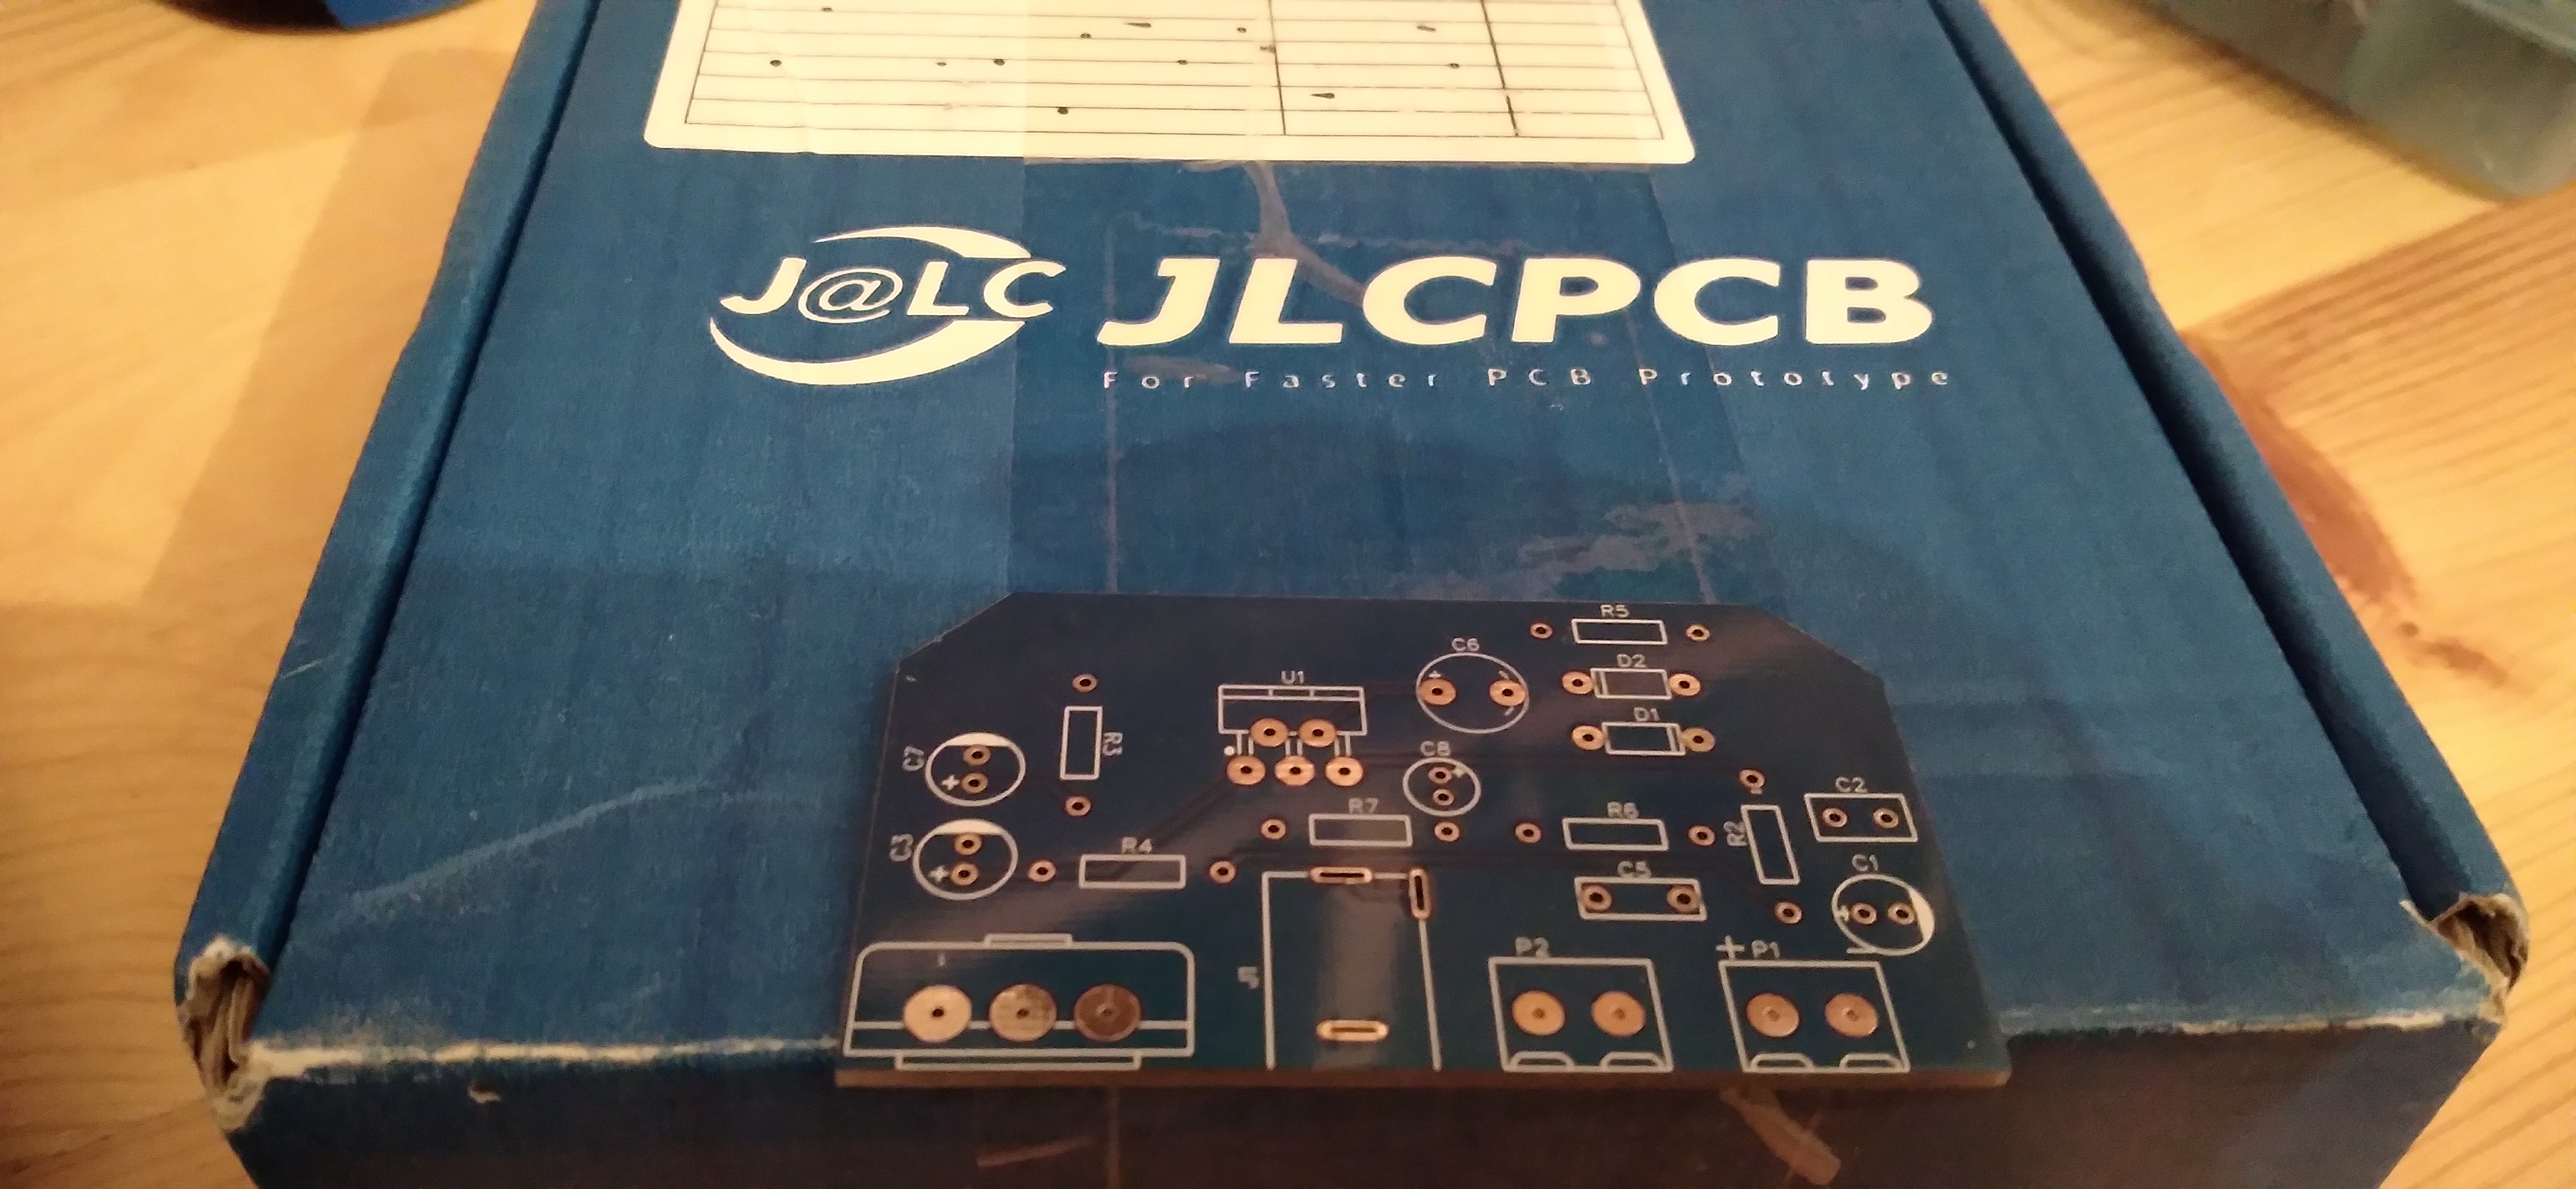 J@LC JLCPCB
For Faster PCB Prototype
R5
C6
D2
U1
D1
C7
R3
C8
C2
R7
R6
R2
C3
R4
C5
C1
P2
+ P1 -